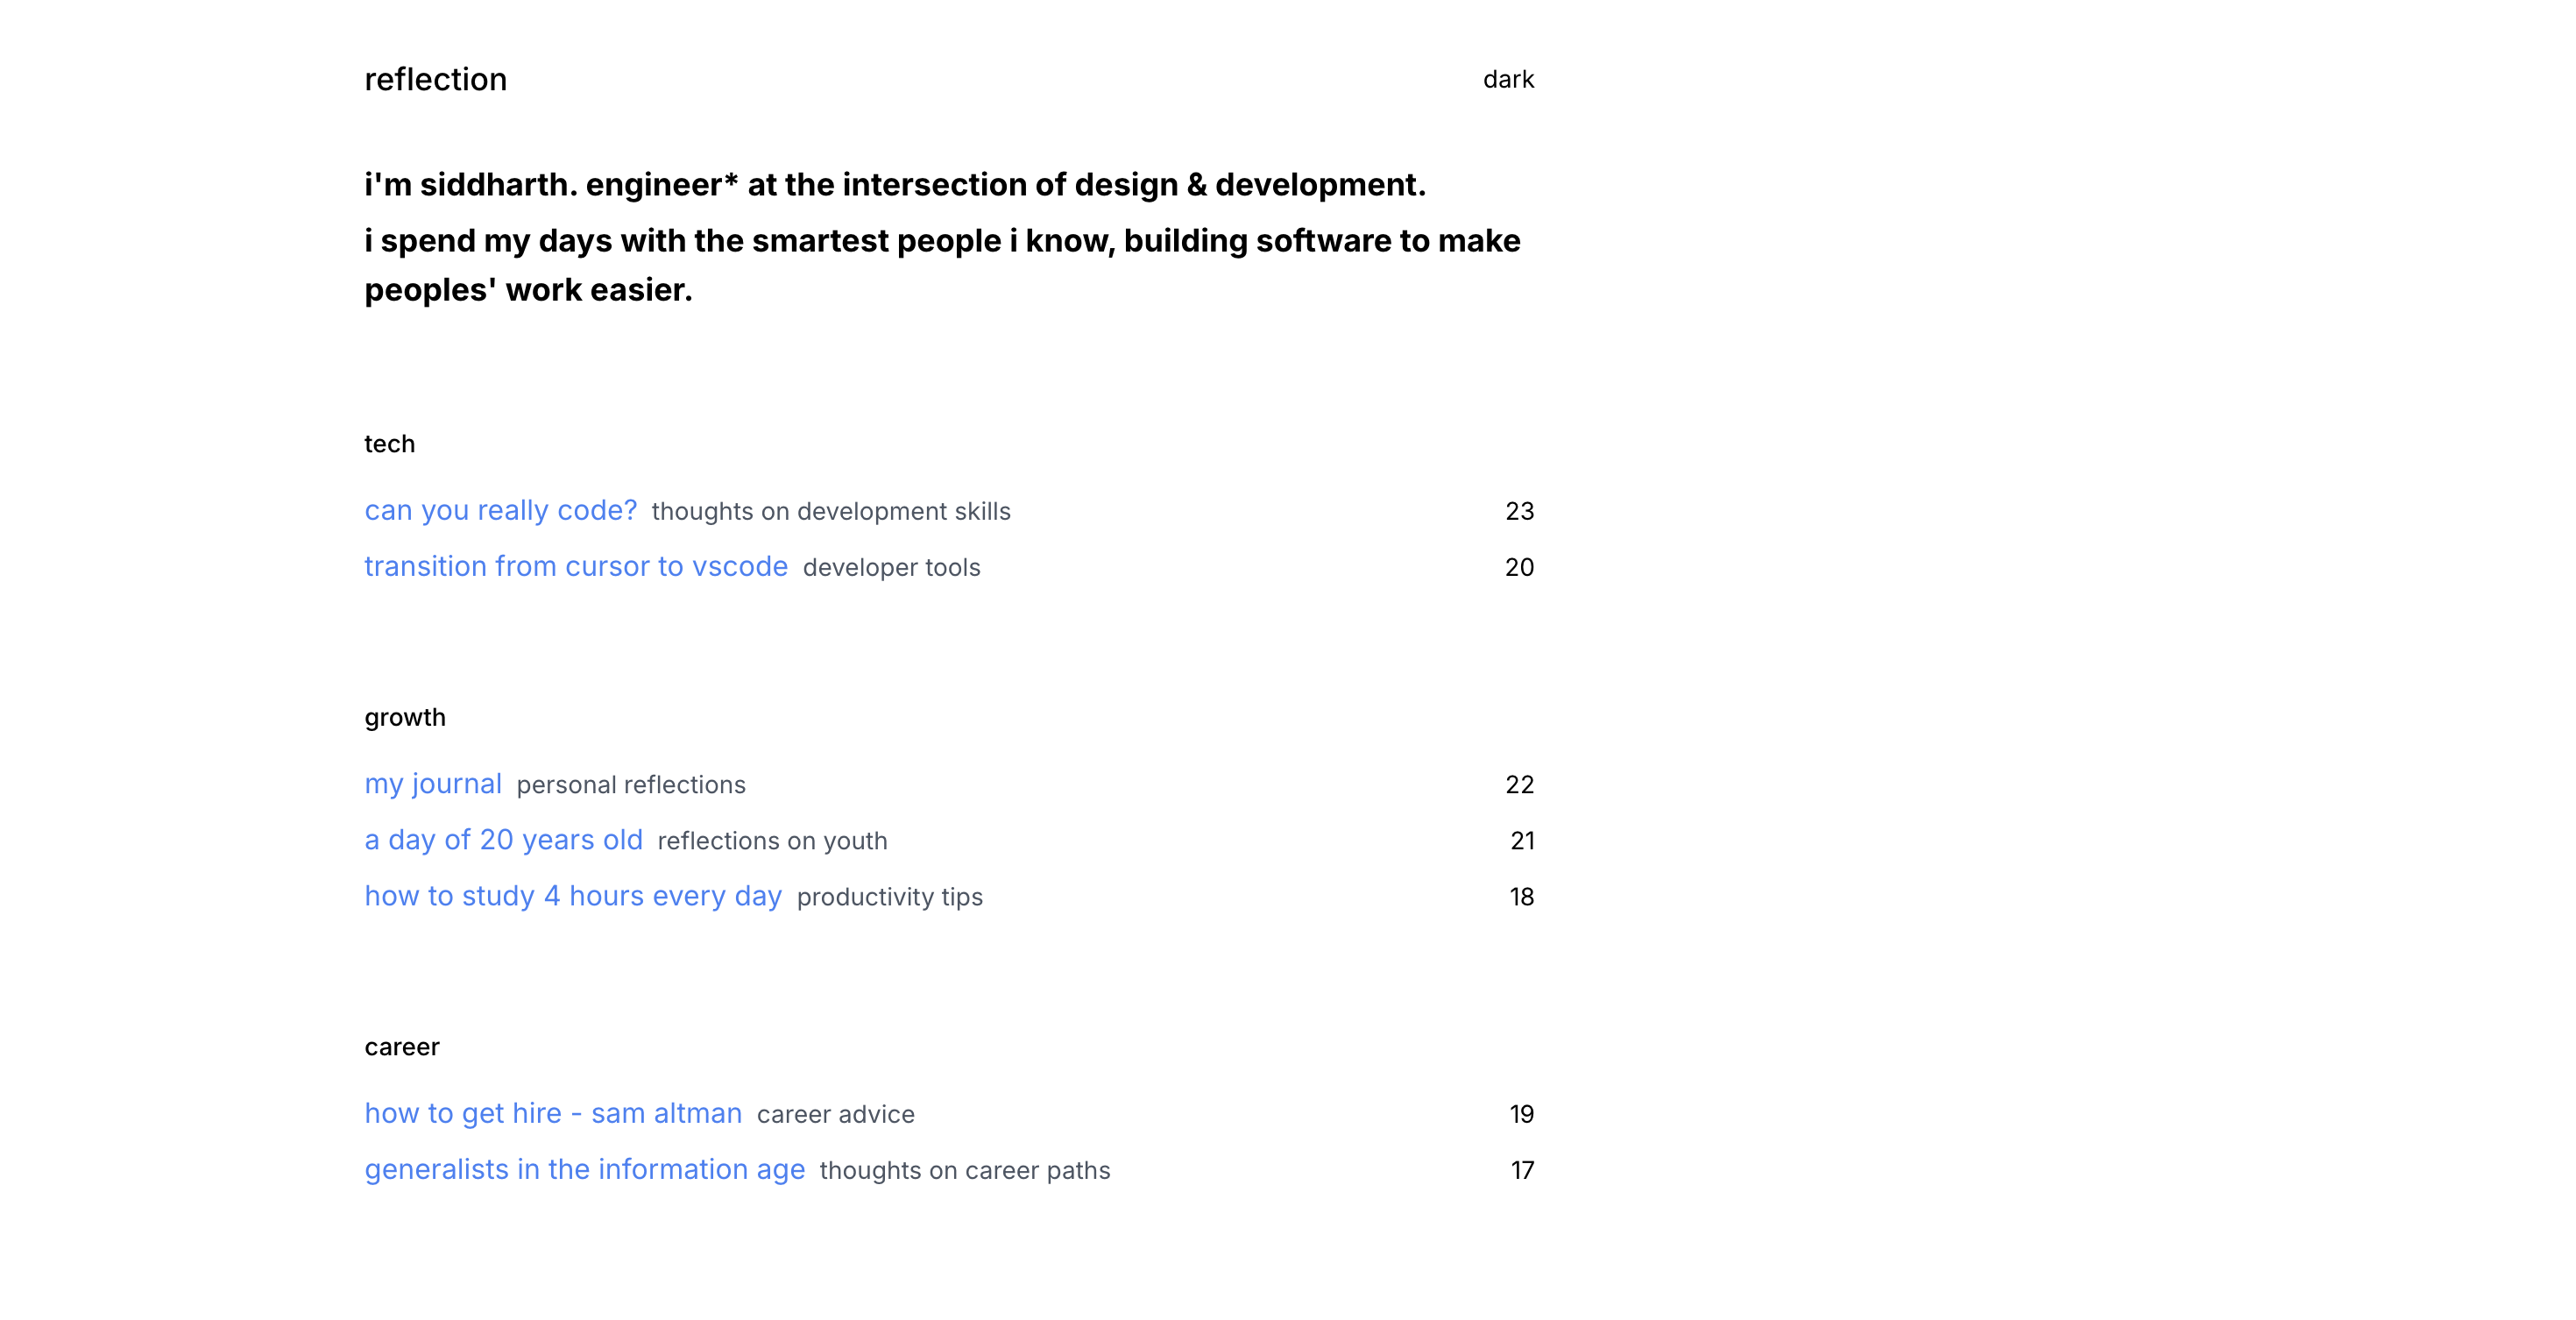 reflection dark
i'm siddharth. engineer* at the intersection of design & development.
i spend my days with the smartest people i know, building software to make
peoples' work easier.
tech
can you really code? thoughts on development skills 23
transition from cursor to vscode developer tools 20
growth
my journal personal reflections 22
a day of 20 years old reflections on youth 21
how to study 4 hours every day productivity tips 18
career
how to get hire - sam altman career advice 19
generalists in the information age thoughts on career paths 17